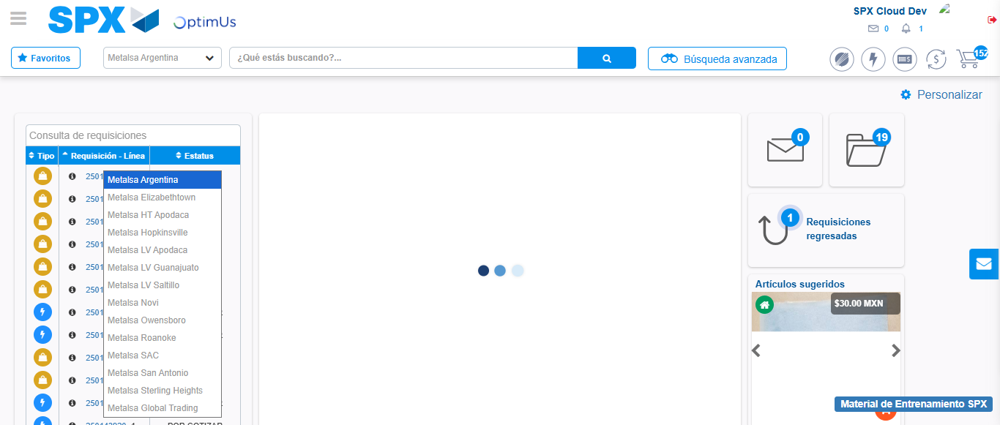 SPX OptimUs
SPX Cloud Dev
0 1
Favoritos
Metalsa Argentina
¿Qué estás buscando?...
Búsqueda avanzada
152
Personalizar
Consulta de requisiciones
Tipo Requisición - Línea Estatus
2501
2501
2501
2501
2501
2501
2501
2501
2501
2501
2501
Metalsa Argentina
Metalsa Elizabethtown
Metalsa HT Apodaca
Metalsa Hopkinsville
Metalsa LV Apodaca
Metalsa LV Guanajuato
Metalsa LV Saltillo
Metalsa Novi
Metalsa Owensboro
Metalsa Roanoke
Metalsa SAC
Metalsa San Antonio
Metalsa Sterling Heights
Metalsa Global Trading
POR COTIZAR
0
19
1
Requisiciones
regresadas
Artículos sugeridos
$30.00 MXN
Material de Entrenamiento SPX